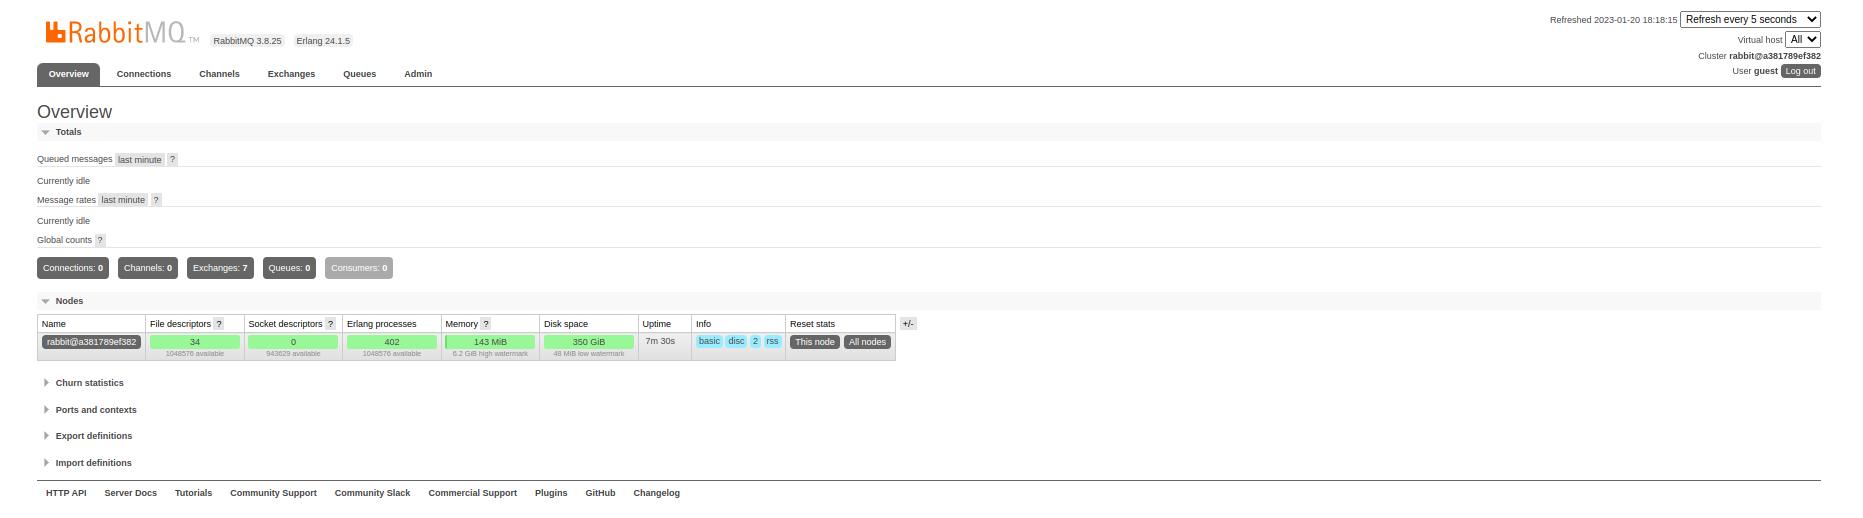 RabbitMQ TM RabbitMQ 3.8.25 Erlang 24.1.5
Refreshed 2023-01-20 18:18:15 Refresh every 5 seconds
Virtual host All
Cluster rabbit@a381789ef382
User guest Log out
Overview Connections Channels Exchanges Queues Admin
Overview
Totals
Queued messages last minute ?
Currently idle
Message rates last minute ?
Currently idle
Global counts ?
Connections: 0 Channels: 0 Exchanges: 7 Queues: 0 Consumers: 0
Nodes
Name File descriptors ? Socket descriptors ? Erlang processes Memory ? Disk space Uptime Info Reset stats +/-
rabbit@a381789ef382 34 0 402 143 MiB 350 GiB 7m 30s basic disc 2 rss This node All nodes
1048576 available 943629 available 1048576 available 6.2 GiB high watermark 48 MiB low watermark
Churn statistics
Ports and contexts
Export definitions
Import definitions
HTTP API Server Docs Tutorials Community Support Community Slack Commercial Support Plugins GitHub Changelog